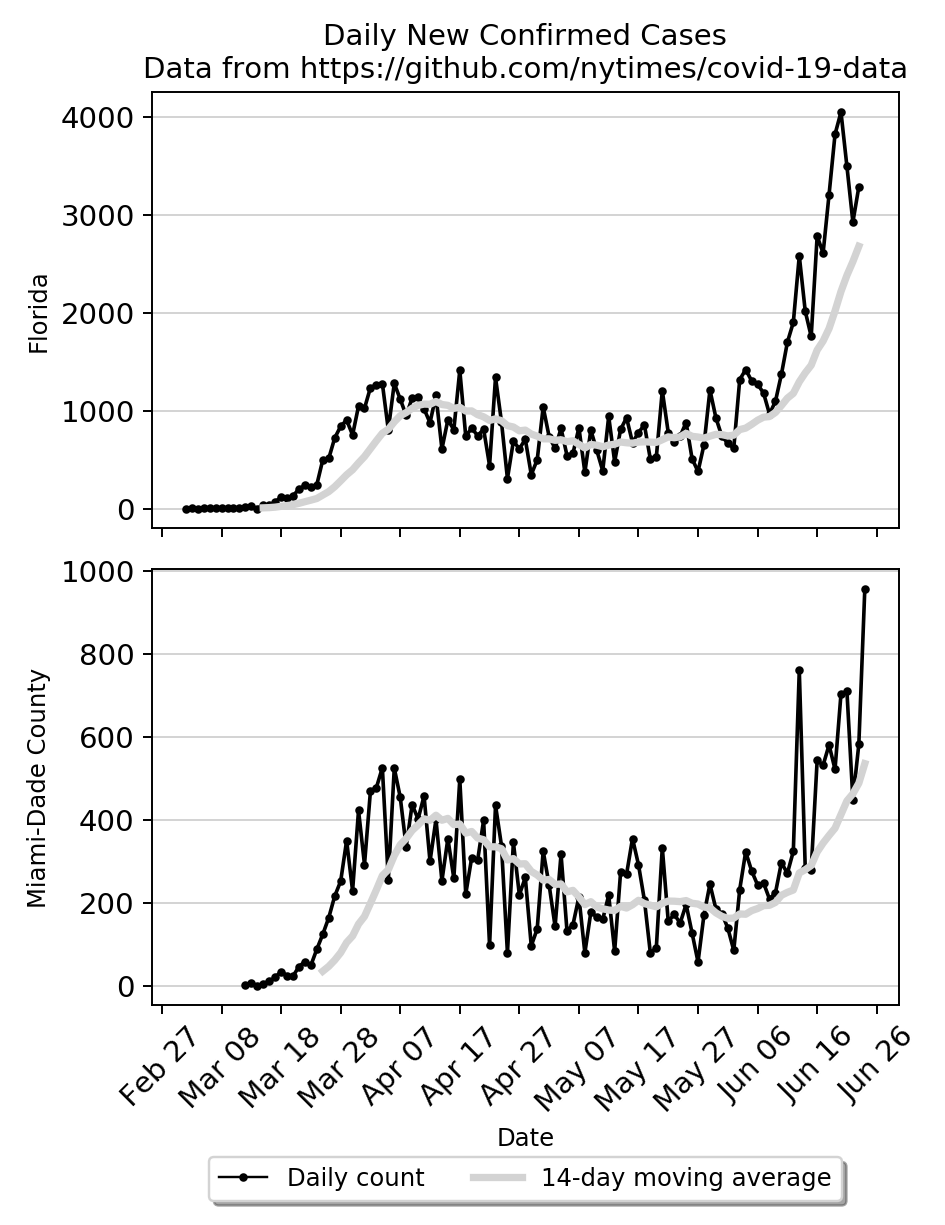 Daily New Confirmed Cases
Data from https://github.com/nytimes/covid-19-data
4000
3000
2000
1000
0
Florida
1000
800
600
400
200
0
Miami-Dade County
Feb 27
Mar 08
Mar 18
Mar 28
Apr 07
Apr 17
Apr 27
May 07
May 17
May 27
Jun 06
Jun 16
Jun 26
Date
Daily count
14-day moving average